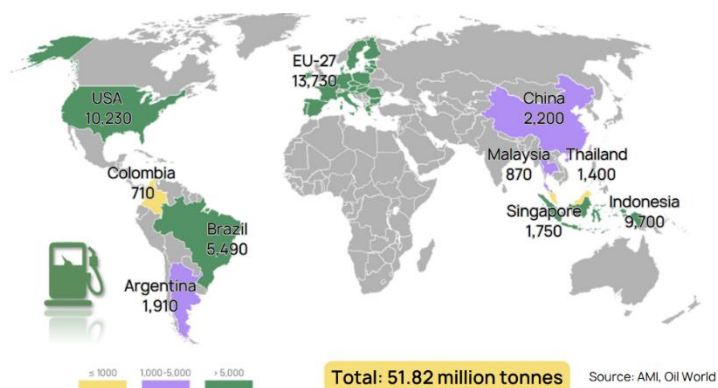 EU-27
13,730
USA
10,230
China
2,200
Malaysia
870
Thailand
1,400
Colombia
710
Indonesia
9,700
Singapore
1,750
Brazil
5,490
Argentina
1,910
≤ 1000
1,000-5,000
> 5,000
Total: 51.82 million tonnes
Source: AMI, Oil World